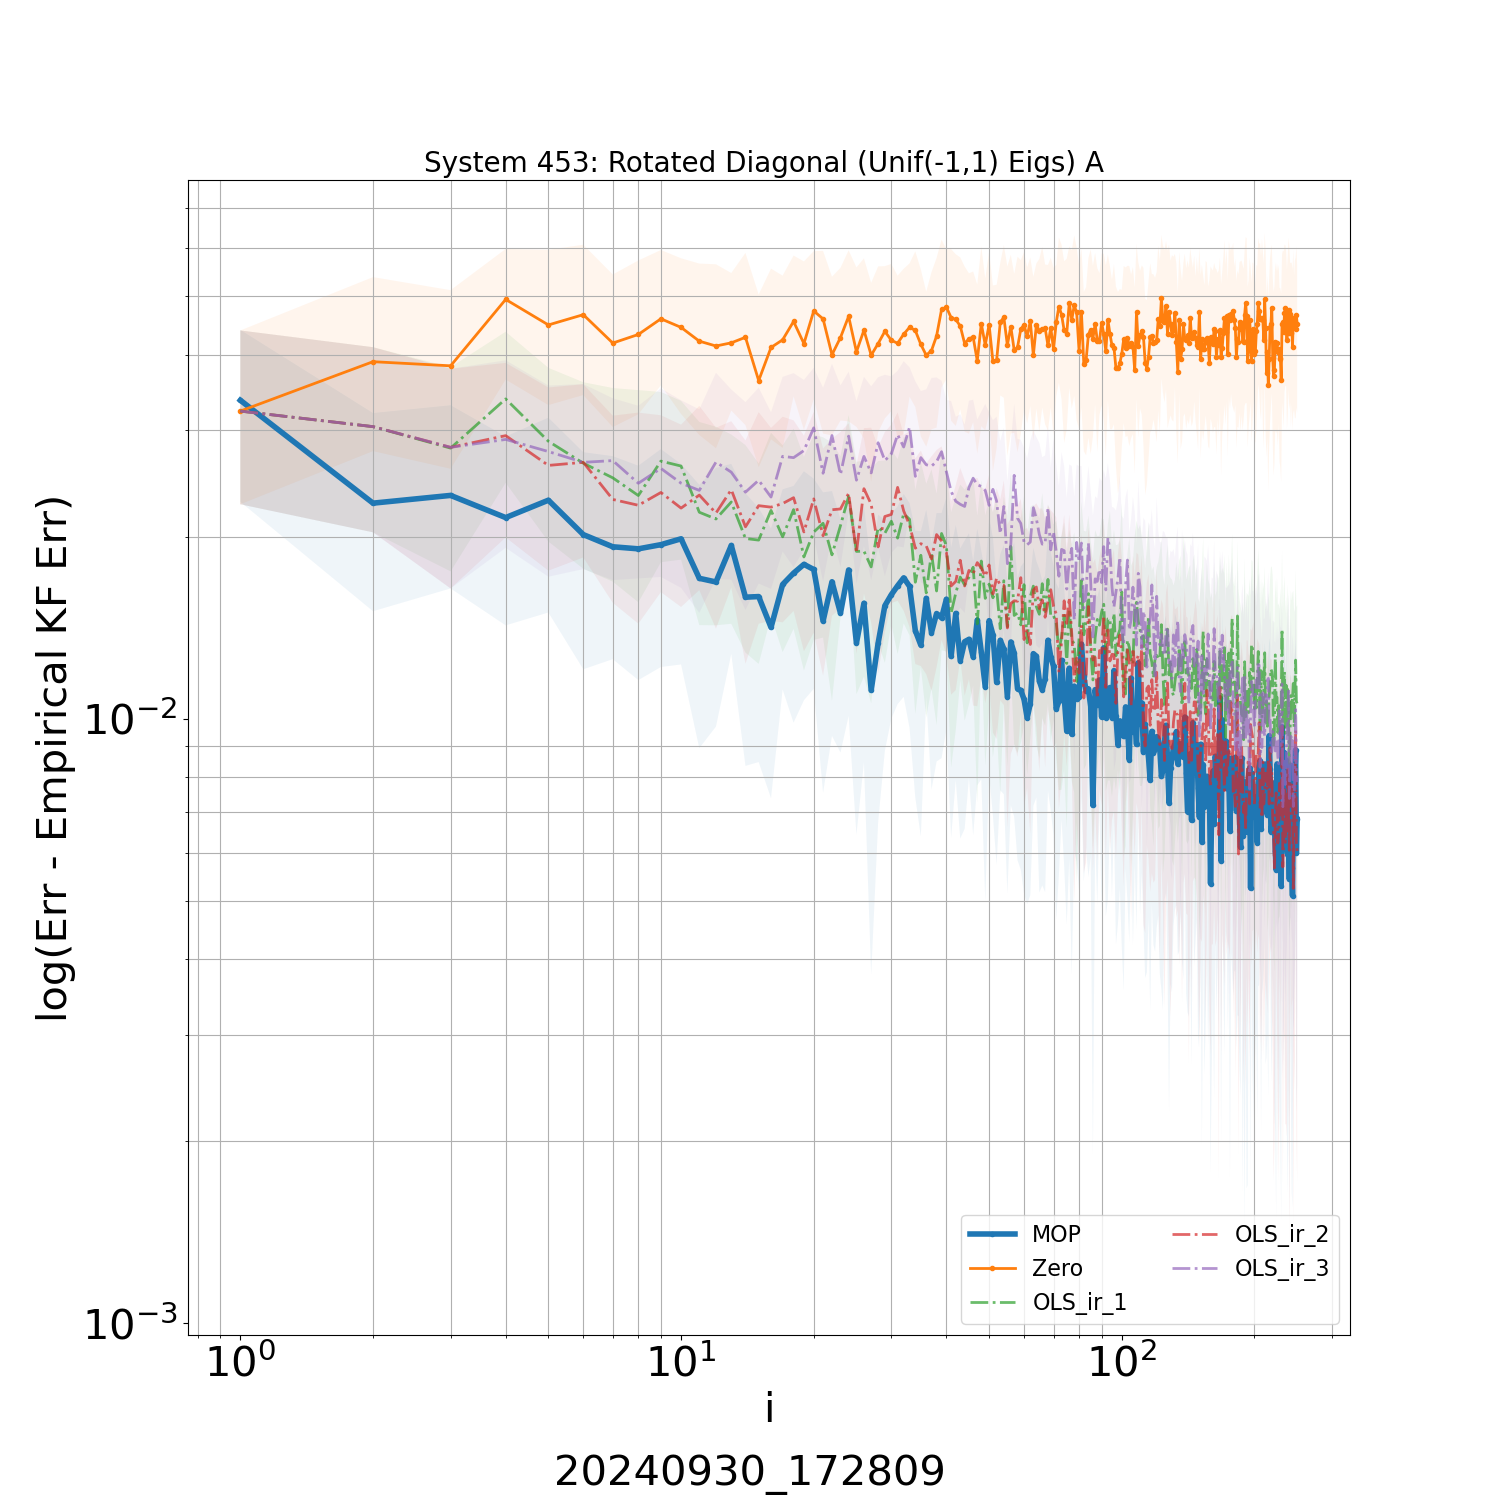 System 453: Rotated Diagonal (Unif(-1,1) Eigs) A
log(Err - Empirical KF Err)
10⁻²
10⁻³
10⁰ 10¹ 10²
MOP
Zero
OLS_ir_1
OLS_ir_2
OLS_ir_3
i
20240930_172809